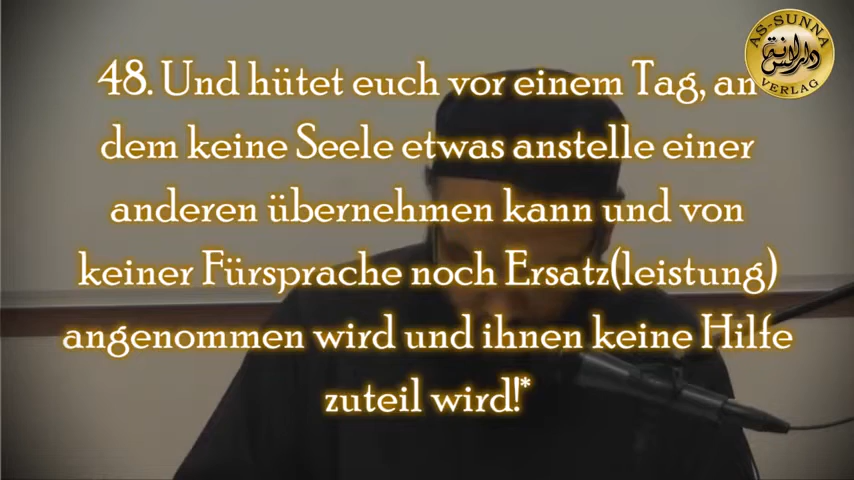 AS-SUNNA
VERLAG
48. Und hütet euch vor einem Tag, an
dem keine Seele etwas anstelle einer
anderen übernehmen kann und von
keiner Fürsprache noch Ersatz(leistung)
angenommen wird und ihnen keine Hilfe
zuteil wird!*